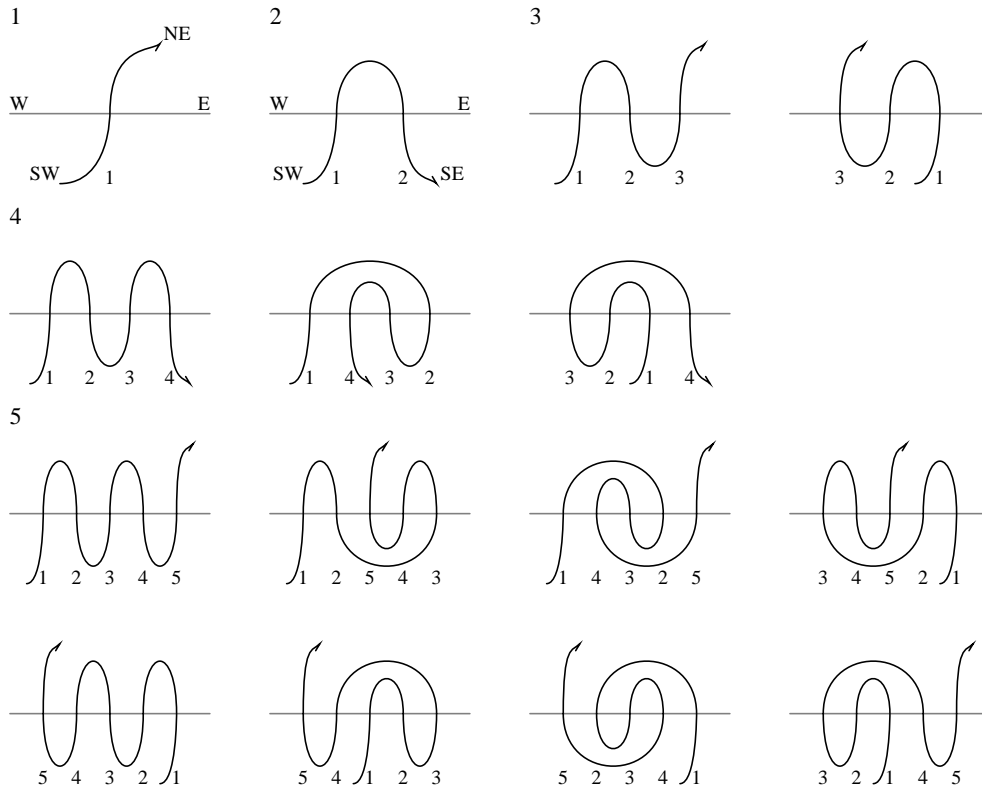 1 2 3
NE
W E W E
SW 1 SW 1 2 SE 1 2 3 3 2 1
4
1 2 3 4 1 4 3 2 3 2 1 4
5
1 2 3 4 5 1 2 5 4 3 1 4 3 2 5 3 4 5 2 1
5 4 3 2 1 5 4 1 2 3 5 2 3 4 1 3 2 1 4 5